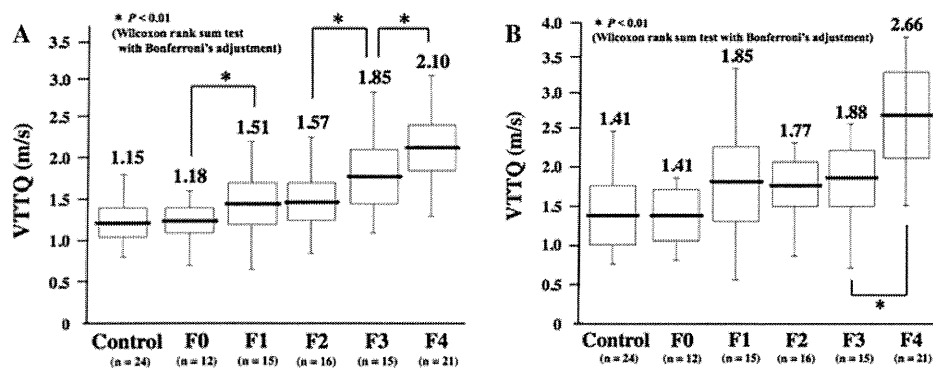 A
* P < 0.01
(Wilcoxon rank sum test
with Bonferroni's adjustment)
VTTQ (m/s)
3.5
3.0
2.5
2.0
1.5
1.0
0.5
0
1.15
1.18
*
1.51
1.57
*
1.85
*
2.10
Control F0 F1 F2 F3 F4
(n = 24) (n = 12) (n = 15) (n = 16) (n = 15) (n = 21)
B
* P < 0.01
(Wilcoxon rank sum test with Bonferroni's adjustment)
VTTQ (m/s)
4.0
3.5
3.0
2.5
2.0
1.5
1.0
0.5
0
1.41
1.41
1.85
1.77
1.88
2.66
*
Control F0 F1 F2 F3 F4
(n = 24) (n = 12) (n = 15) (n = 16) (n = 15) (n = 21)